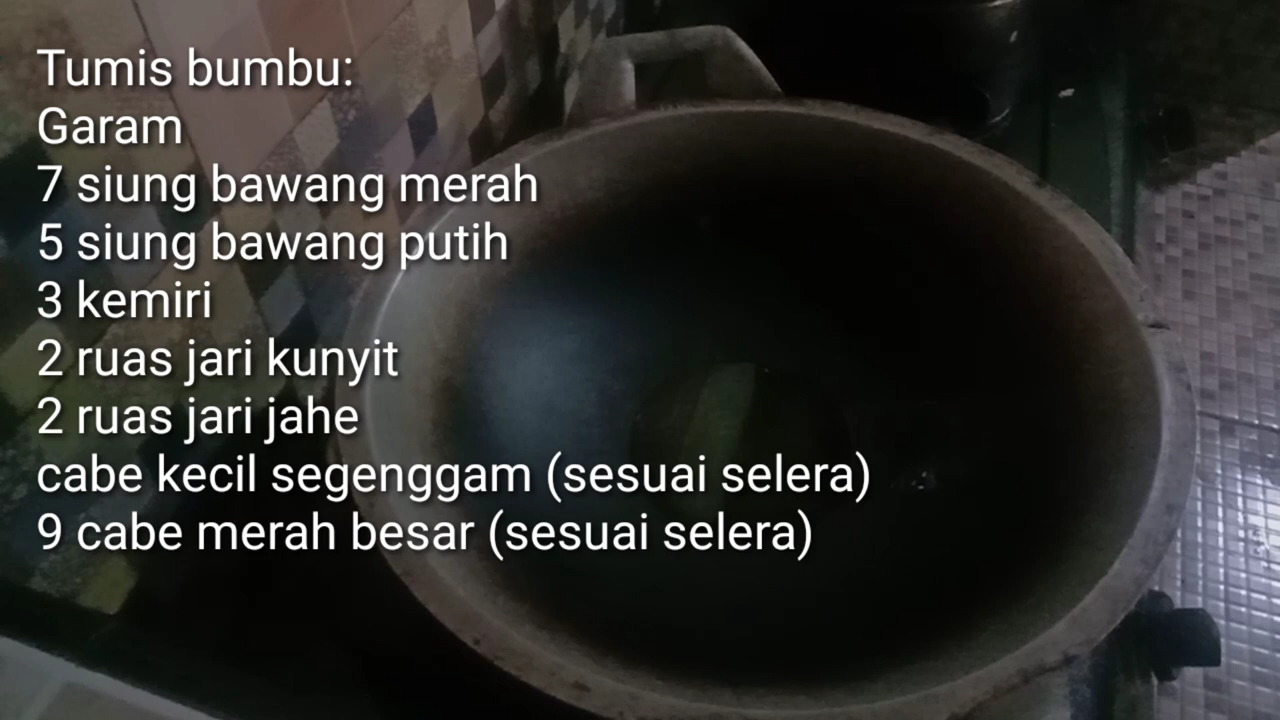 Tumis bumbu:
Garam
7 siung bawang merah
5 siung bawang putih
3 kemiri
2 ruas jari kunyit
2 ruas jari jahe
cabe kecil segenggam (sesuai selera)
9 cabe merah besar (sesuai selera)